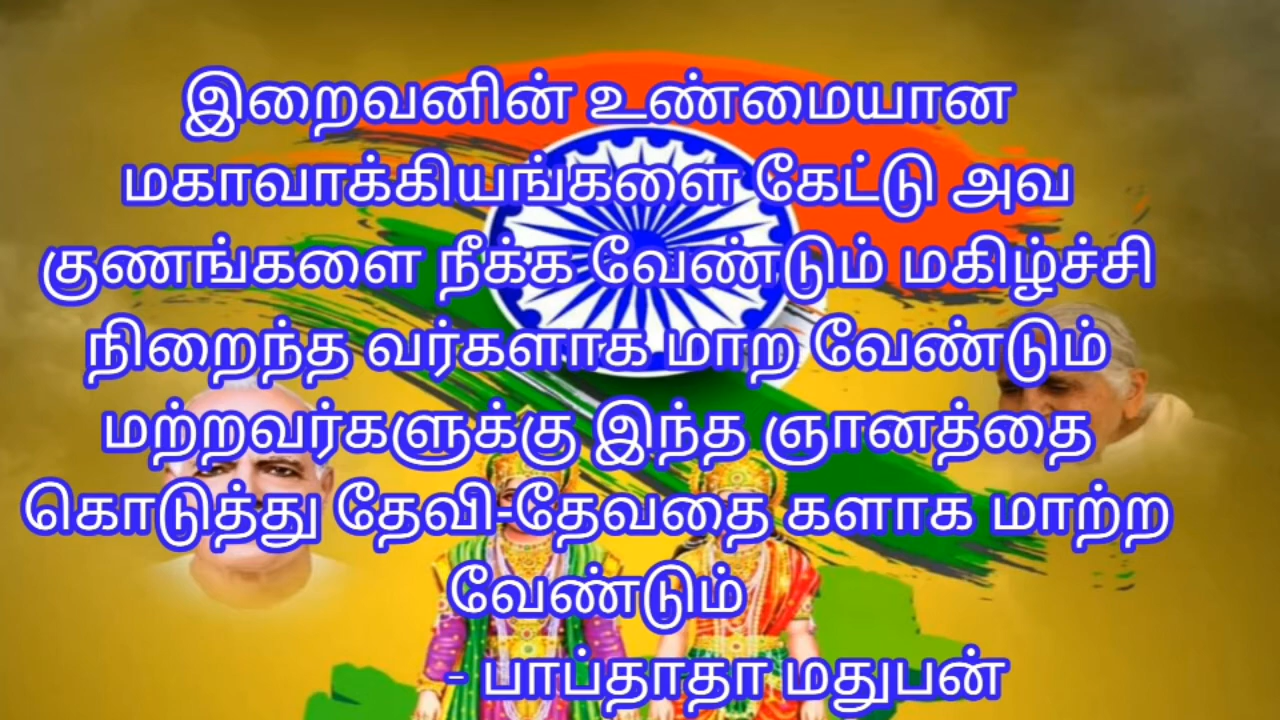 இறைவனின் உண்மையான
மகாவாக்கியங்களை கேட்டு அவ
குணங்களை நீக்க வேண்டும் மகிழ்ச்சி
நிறைந்த வர்களாக மாற வேண்டும்
மற்றவர்களுக்கு இந்த ஞானத்தை
கொடுத்து தேவி-தேவதை களாக மாற்ற
வேண்டும்
- பாப்தாதா மதுபன்